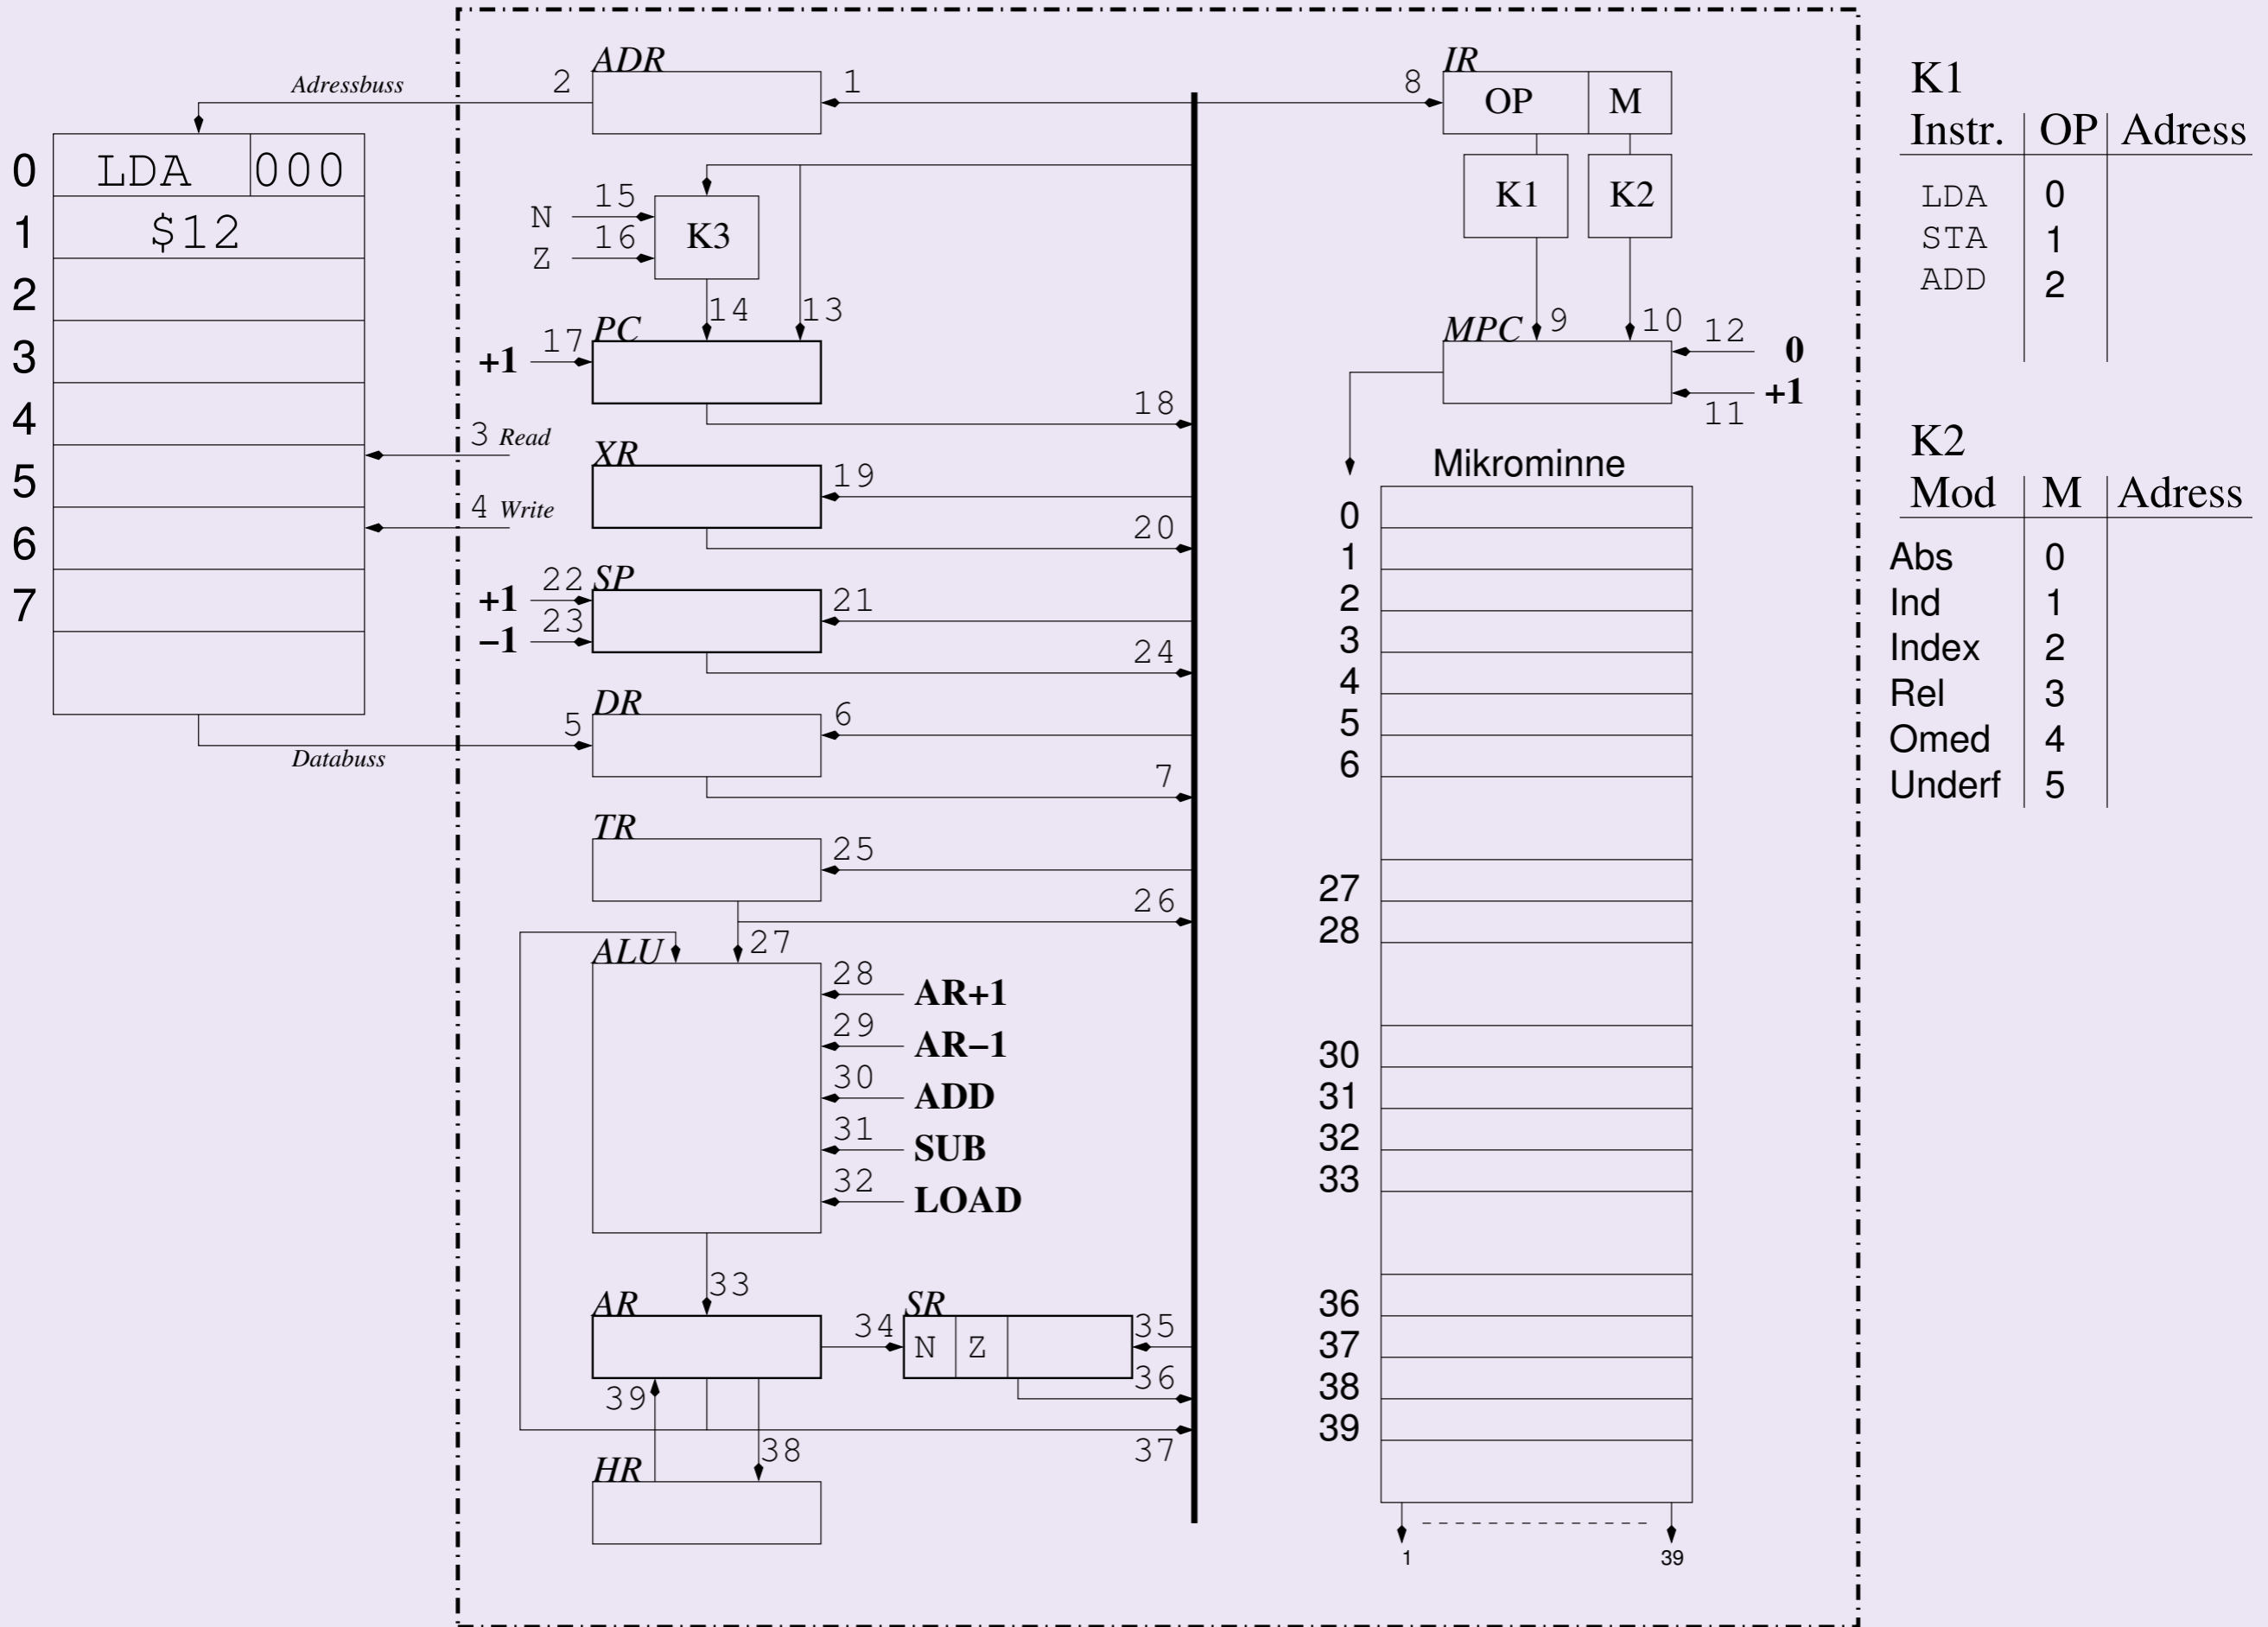 ADR
IR
Adressbuss
2
1
8
OP M
K1
Instr. OP Adress
0 LDA 000
LDA 0
1 $12
STA 1
ADD 2
N 15
Z 16
K3
K1
K2
2
14
13
9
10
3
PC
+1 17
MPC
12 0
+1
11
4
18
3 Read
XR
19
K2
Mod M Adress
Mikrominne
5
4 Write
20
6
SP
+1 22
-1 23
21
24
7
Abs 0
Ind 1
Index 2
Rel 3
Omed 4
Underf 5
DR
5
6
7
Databuss
TR
25
26
27
ALU
28 AR+1
29 AR−1
30 ADD
31 SUB
32 LOAD
33
AR
34
SR
N Z
35
36
39
38
37
HR
0
1
2
3
4
5
6
27
28
30
31
32
33
36
37
38
39
1
39